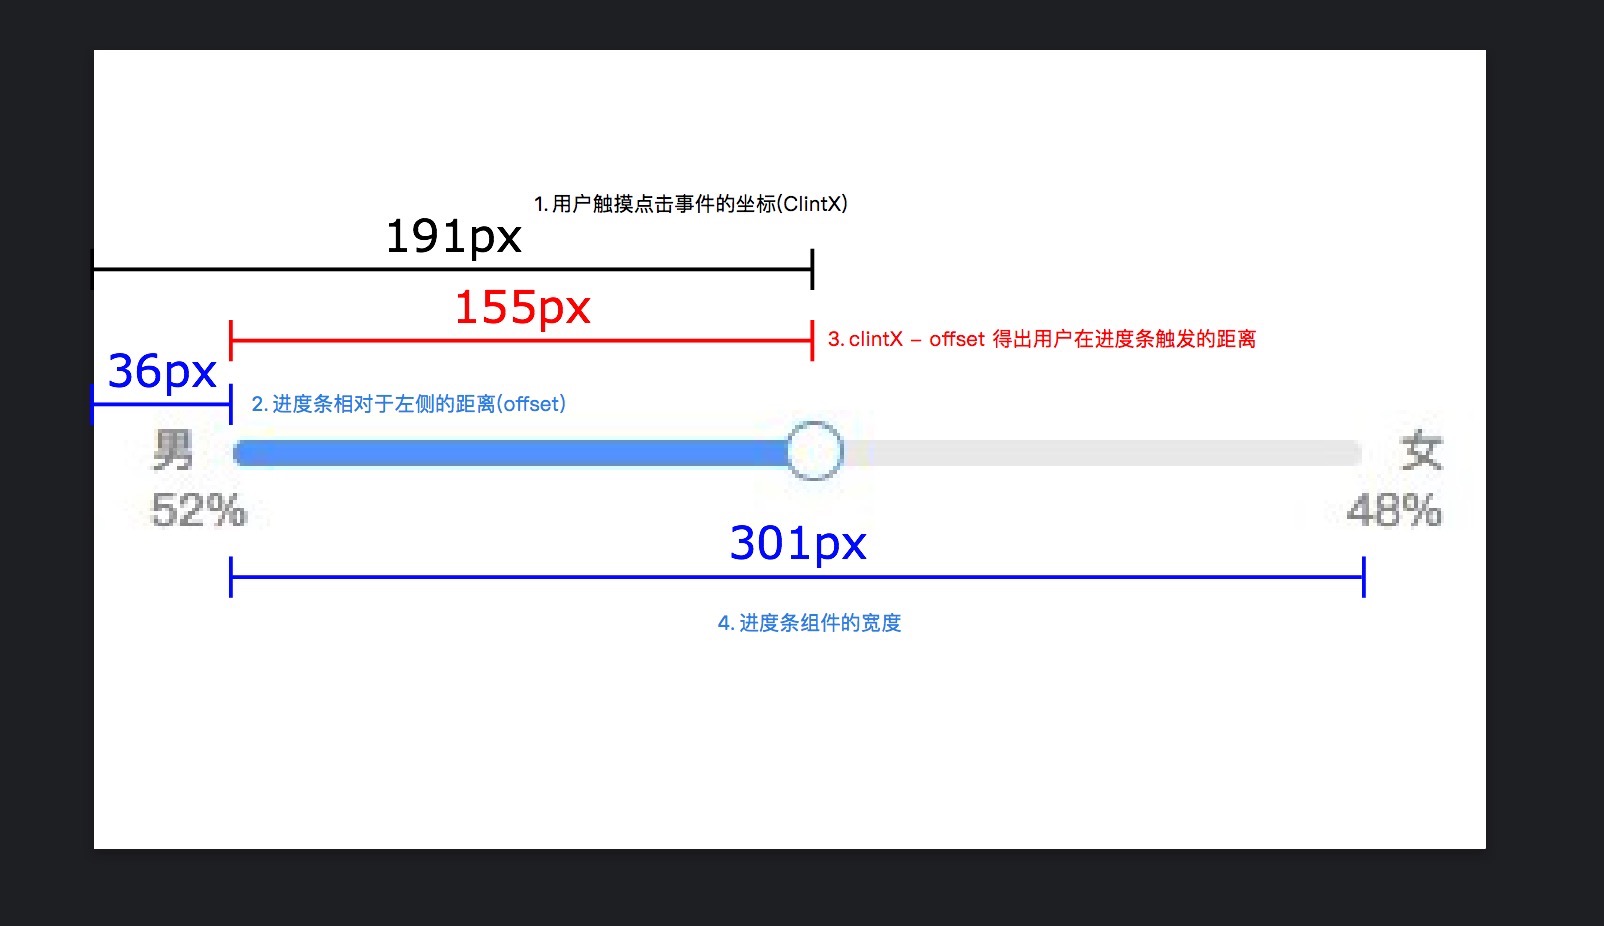 1. 用户触摸点击事件的坐标(ClintX)
191px
155px
3. clintX – offset 得出用户在进度条触发的距离
36px
2. 进度条相对于左侧的距离(offset)
男
女
52%
48%
301px
4. 进度条组件的宽度